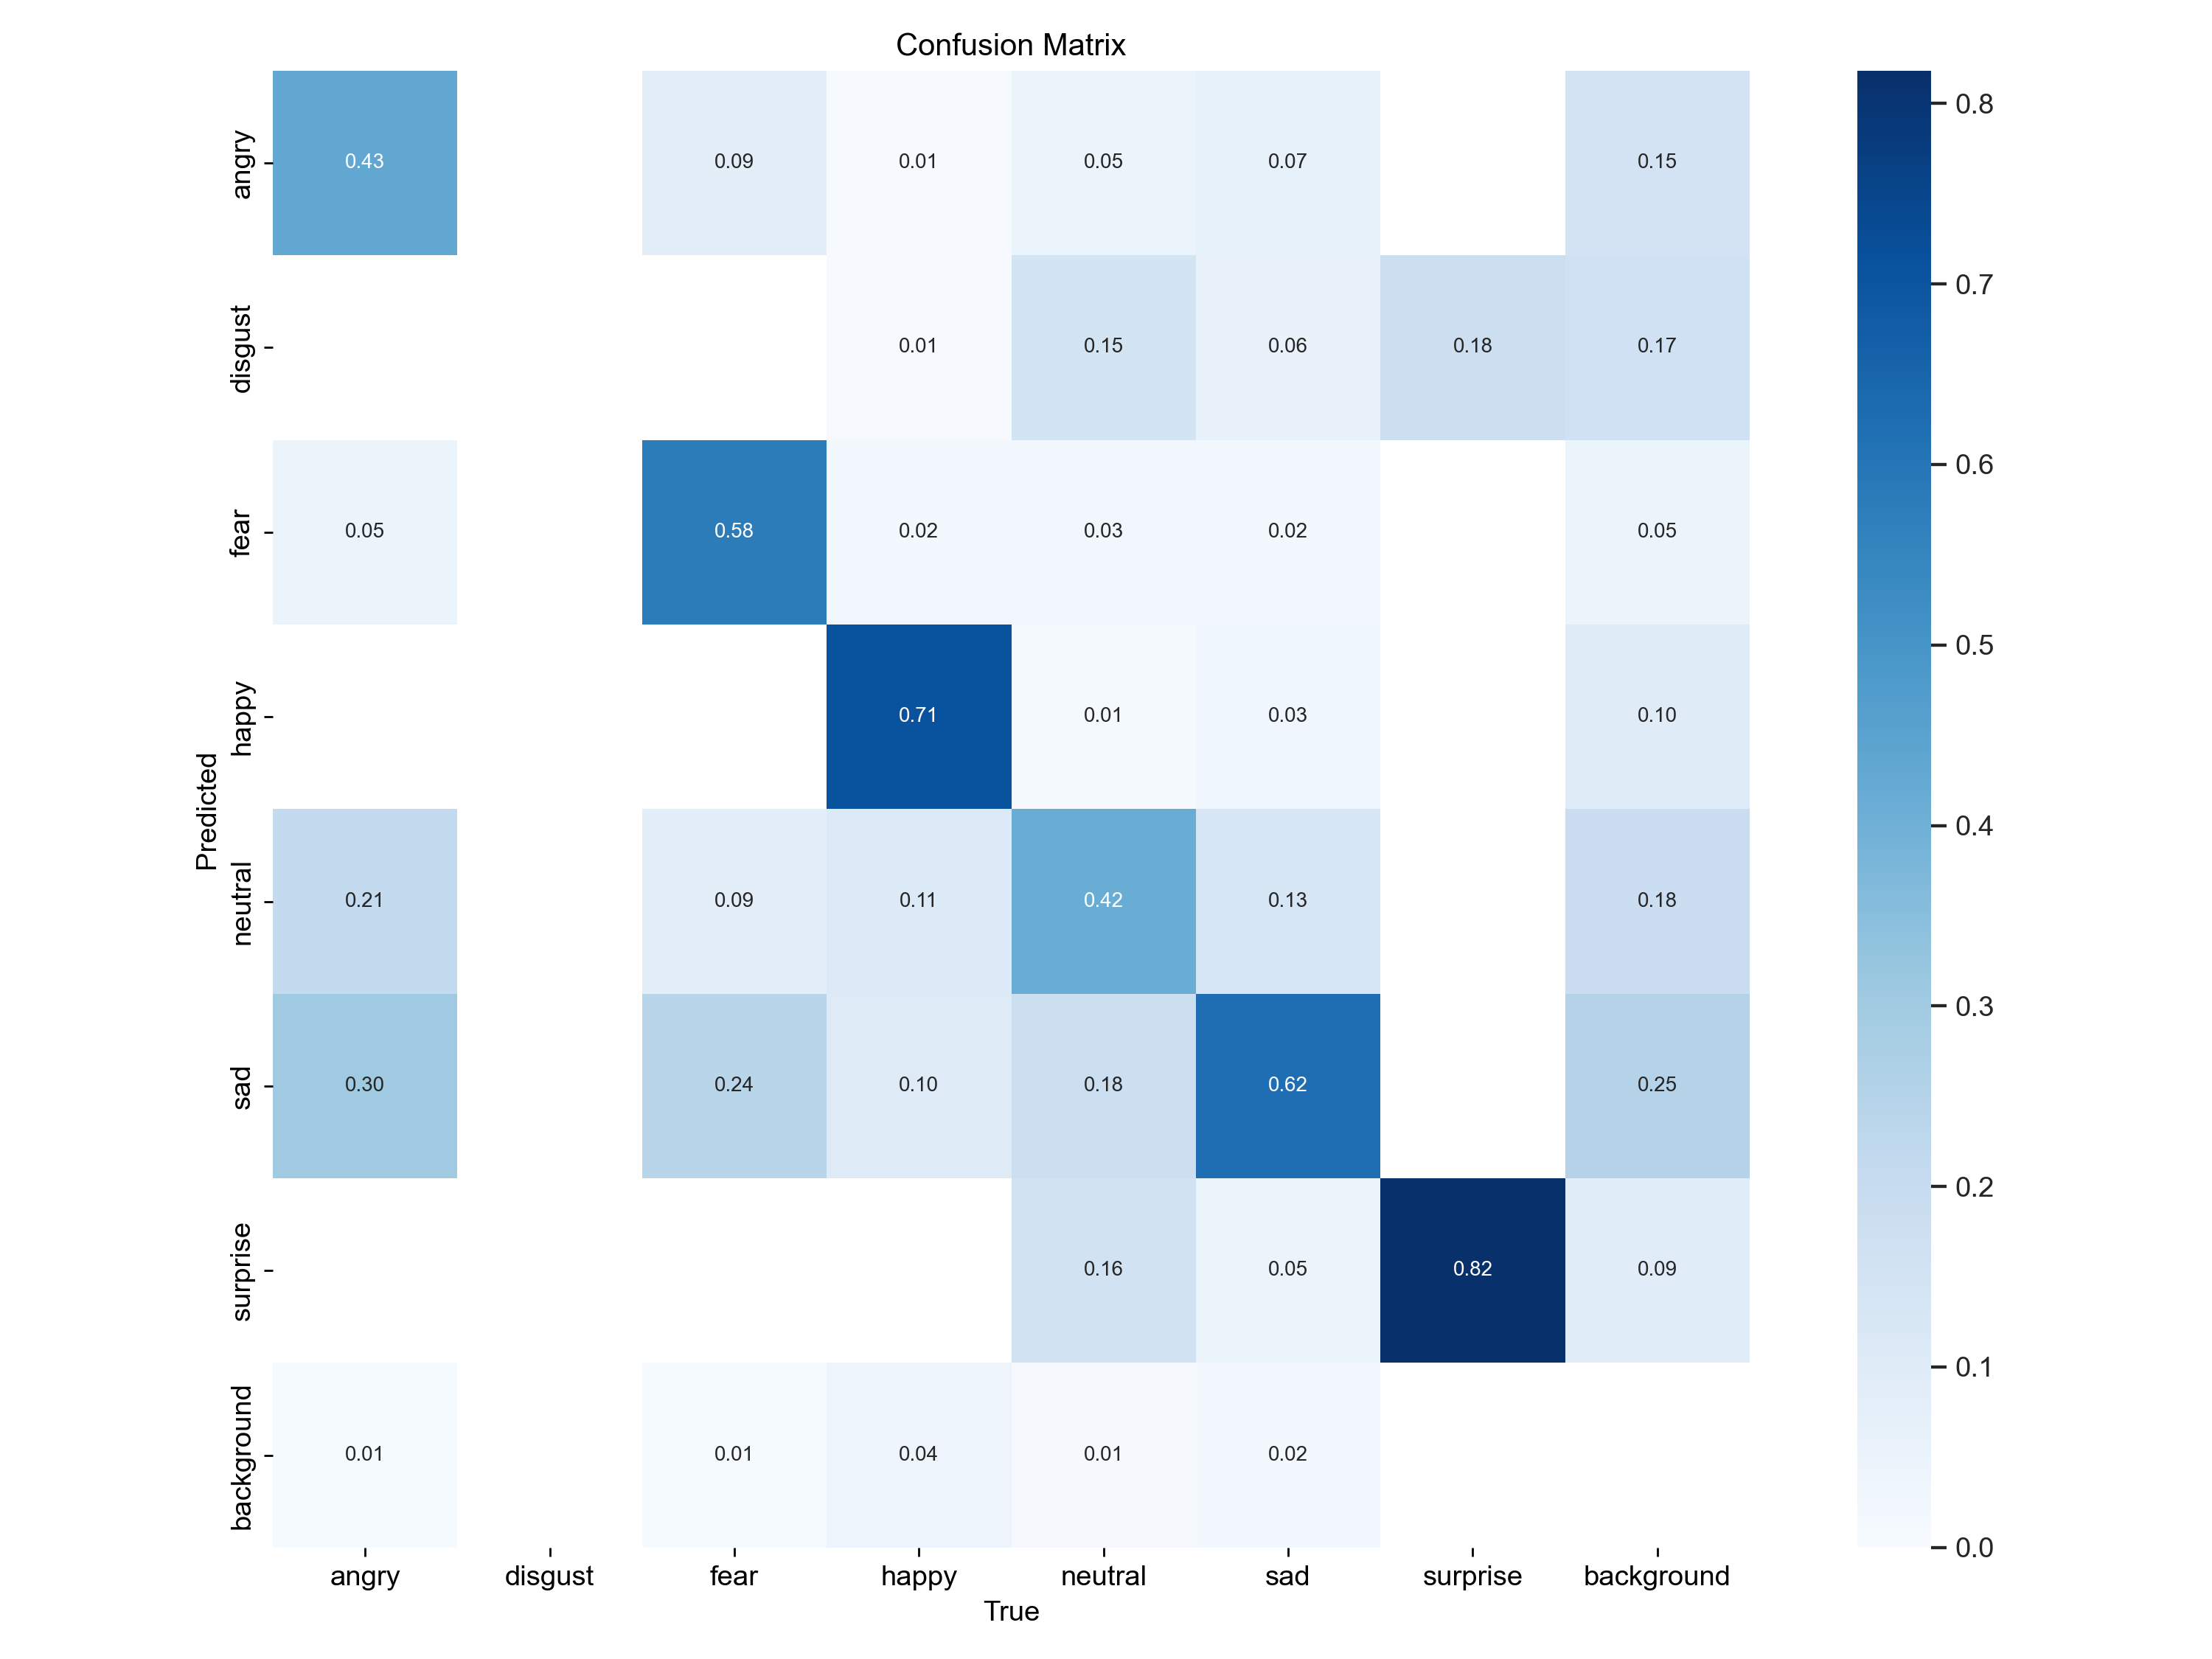 Confusion Matrix
angry 0.43 0.09 0.01 0.05 0.07 0.15
disgust 0.01 0.15 0.06 0.18 0.17
fear 0.05 0.58 0.02 0.03 0.02 0.05
happy 0.71 0.01 0.03 0.10
neutral 0.21 0.09 0.11 0.42 0.13 0.18
sad 0.30 0.24 0.10 0.18 0.62 0.25
surprise 0.16 0.05 0.82 0.09
background 0.01 0.01 0.04 0.01 0.02
Predicted
angry disgust fear happy neutral sad surprise background
True
0.8
0.7
0.6
0.5
0.4
0.3
0.2
0.1
0.0